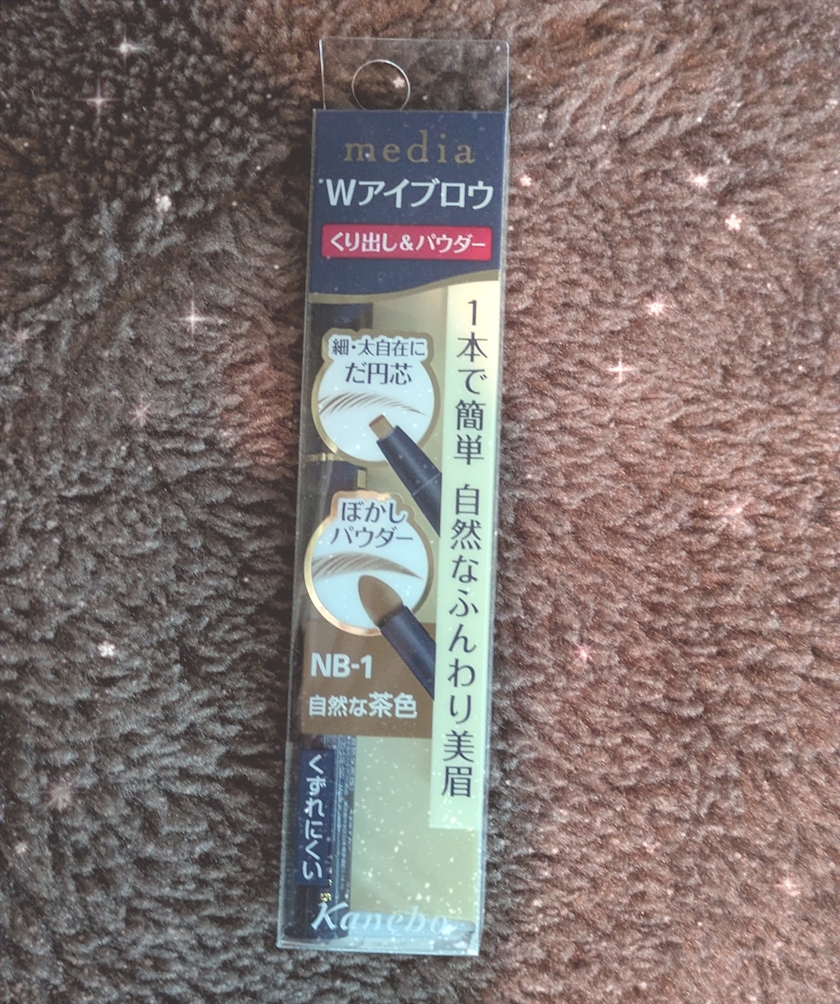 media
Wアイブロウ
くり出し&パウダー
1本で簡単 自然なふんわり美眉
細・太自在に
だ円芯
ぼかし
パウダー
NB-1
自然な茶色
くずれにくい
Kanebo